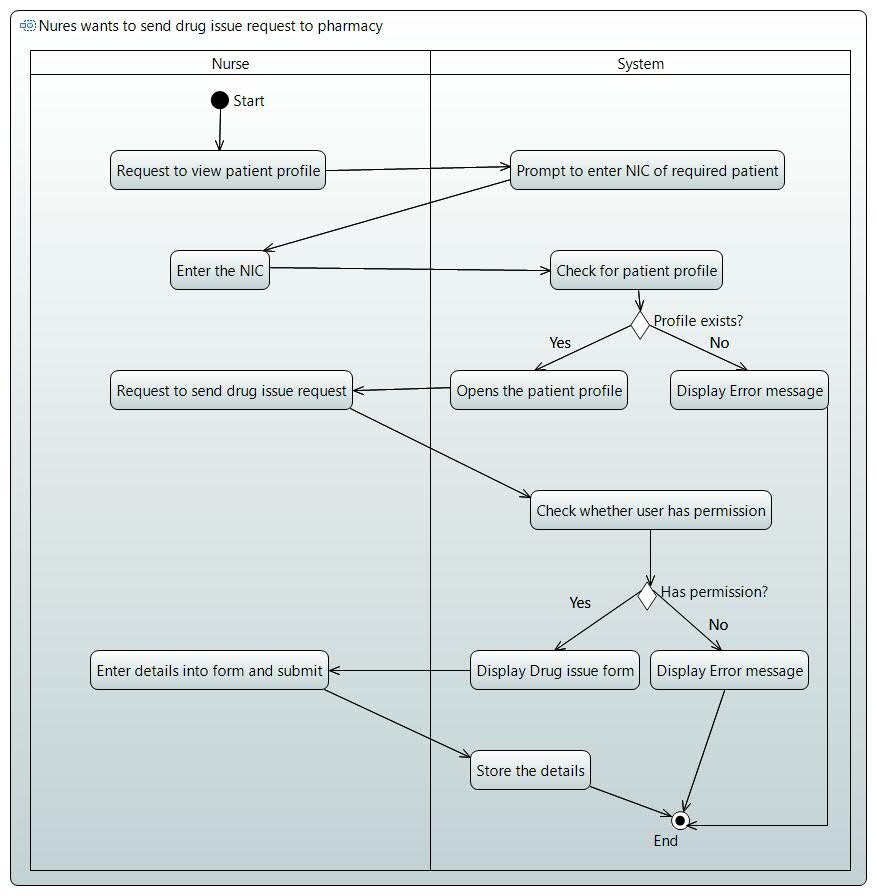 Nures wants to send drug issue request to pharmacy
Nurse
System
Start
Request to view patient profile
Prompt to enter NIC of required patient
Enter the NIC
Check for patient profile
Profile exists?
Yes
No
Request to send drug issue request
Opens the patient profile
Display Error message
Check whether user has permission
Has permission?
Yes
No
Enter details into form and submit
Display Drug issue form
Display Error message
Store the details
End